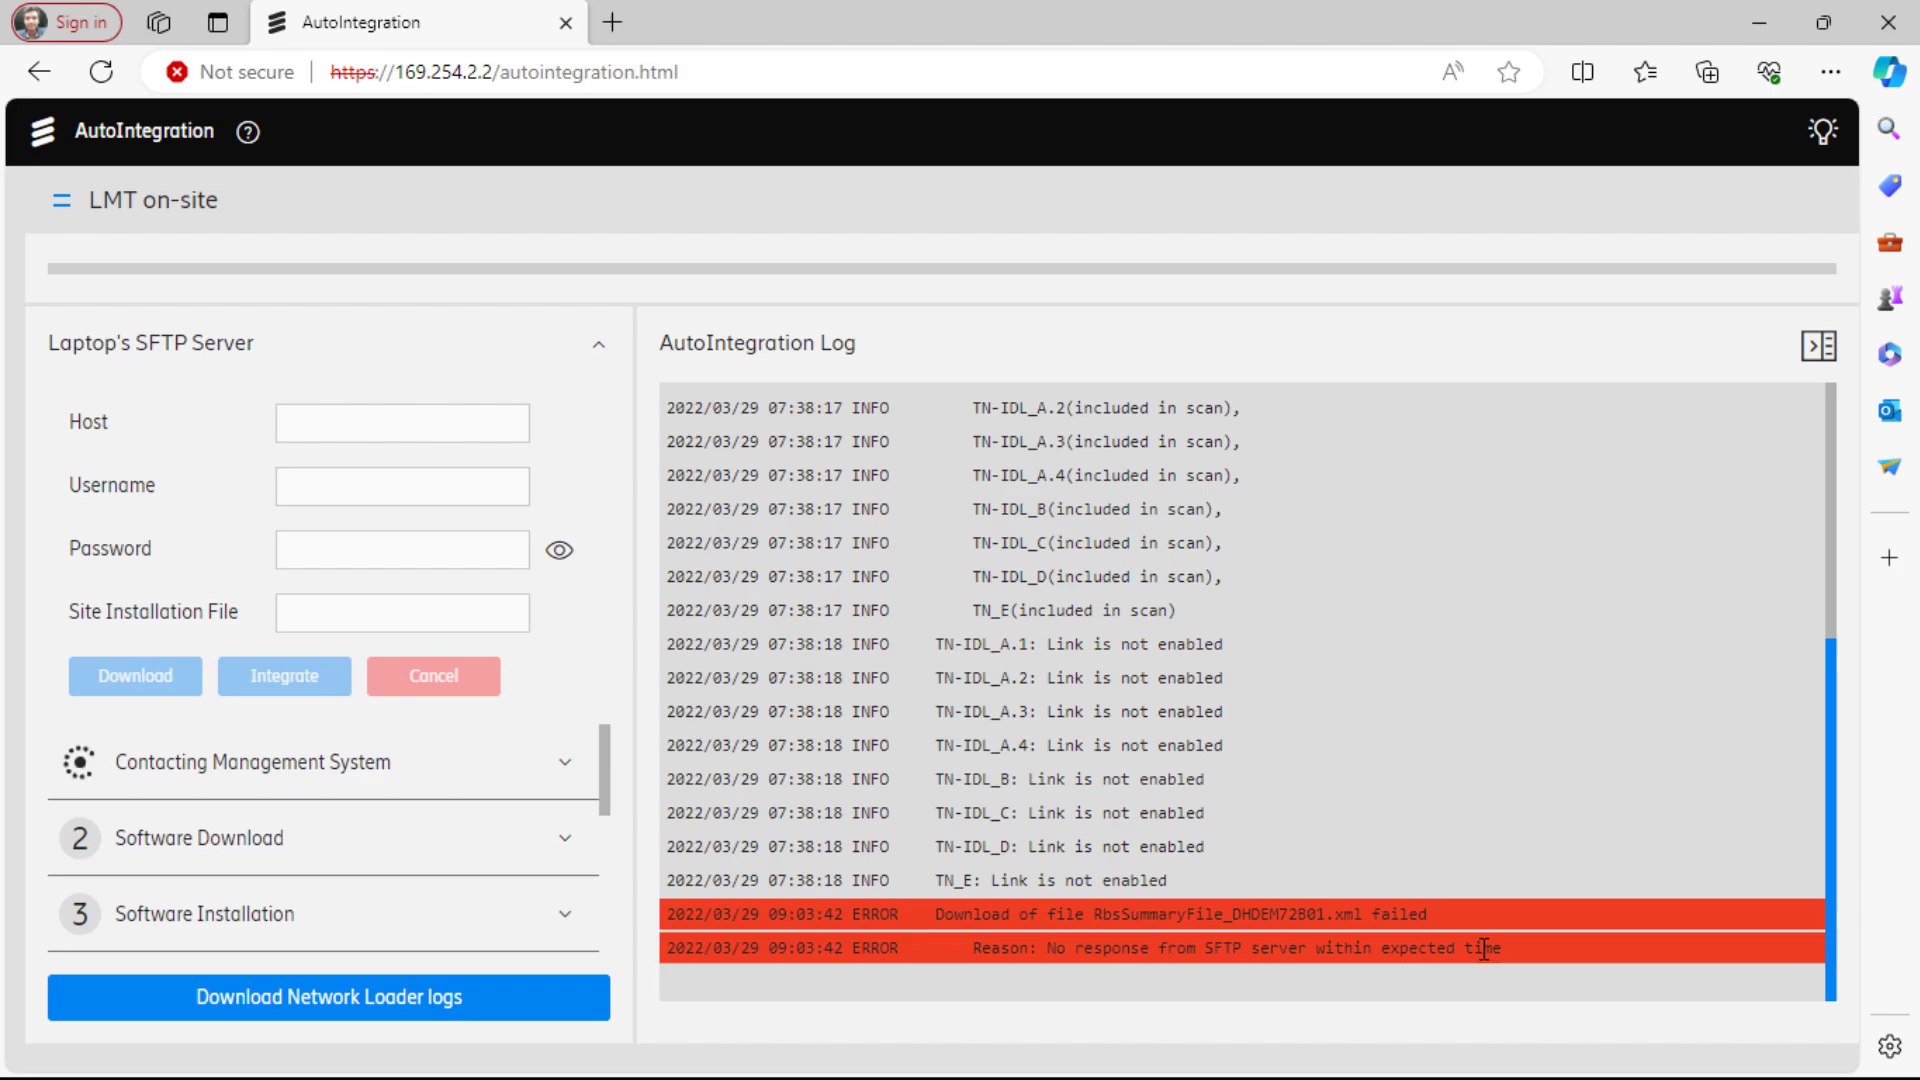 Sign in
AutoIntegration
Not secure
https://169.254.2.2/autointegration.html
AutoIntegration
LMT on-site
Laptop's SFTP Server
Host
Username
Password
Site Installation File
Download
Integrate
Cancel
Contacting Management System
2
Software Download
3
Software Installation
Download Network Loader logs
AutoIntegration Log
2022/03/29 07:38:17 INFO TN-IDL_A.2(included in scan),
2022/03/29 07:38:17 INFO TN-IDL_A.3(included in scan),
2022/03/29 07:38:17 INFO TN-IDL_A.4(included in scan),
2022/03/29 07:38:17 INFO TN-IDL_B(included in scan),
2022/03/29 07:38:17 INFO TN-IDL_C(included in scan),
2022/03/29 07:38:17 INFO TN-IDL_D(included in scan),
2022/03/29 07:38:17 INFO TN_E(included in scan)
2022/03/29 07:38:18 INFO TN-IDL_A.1: Link is not enabled
2022/03/29 07:38:18 INFO TN-IDL_A.2: Link is not enabled
2022/03/29 07:38:18 INFO TN-IDL_A.3: Link is not enabled
2022/03/29 07:38:18 INFO TN-IDL_A.4: Link is not enabled
2022/03/29 07:38:18 INFO TN-IDL_B: Link is not enabled
2022/03/29 07:38:18 INFO TN-IDL_C: Link is not enabled
2022/03/29 07:38:18 INFO TN-IDL_D: Link is not enabled
2022/03/29 07:38:18 INFO TN_E: Link is not enabled
2022/03/29 09:03:42 ERROR Download of file RbsSummaryFile_DHDEM72B01.xml failed
2022/03/29 09:03:42 ERROR Reason: No response from SFTP server within expected time